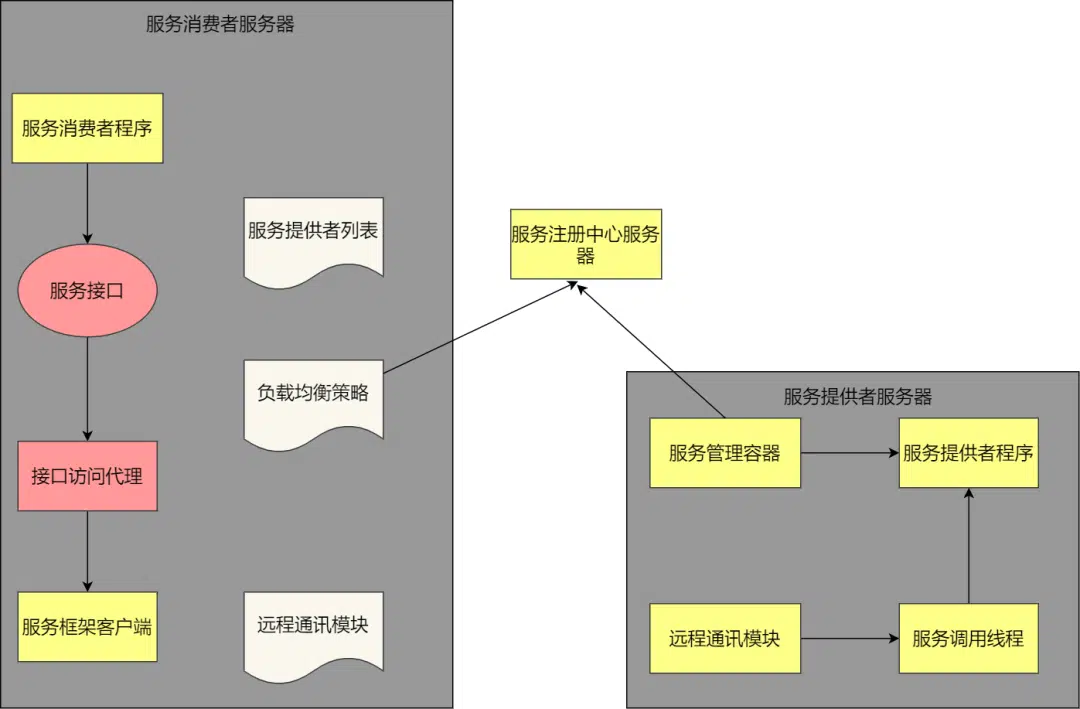 服务消费者服务器
服务消费者程序
服务接口
接口访问代理
服务框架客户端
服务提供者列表
负载均衡策略
远程通讯模块
服务注册中心服务
器
服务提供者服务器
服务管理容器
服务提供者程序
远程通讯模块
服务调用线程